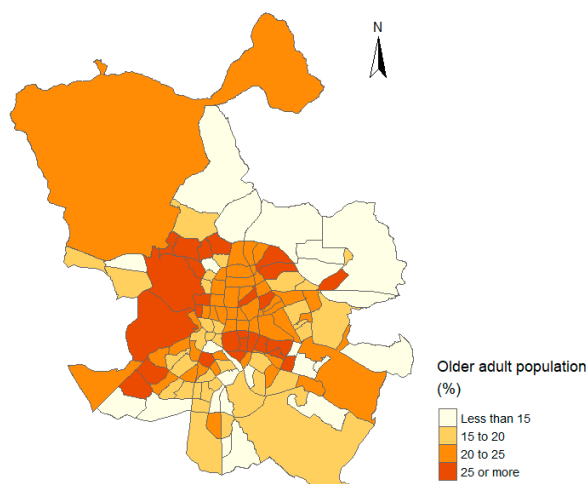 N
Older adult population
(%)
Less than 15
15 to 20
20 to 25
25 or more